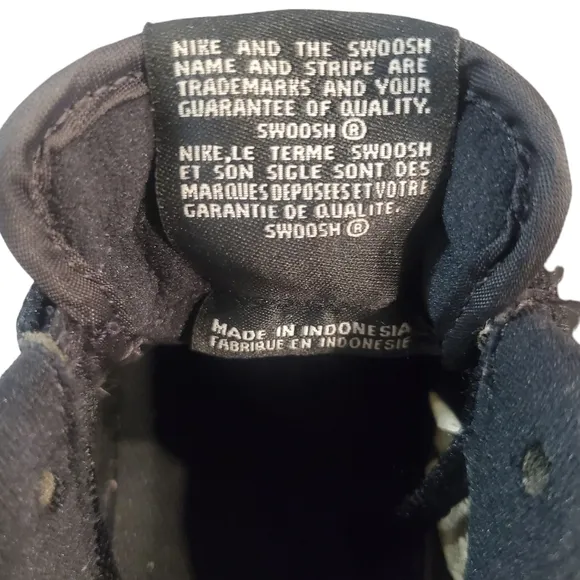 NIKE AND THE SWOOSH
NAME AND STRIPE ARE
TRADEMARKS AND YOUR
GUARANTEE OF QUALITY.
SWOOSH ®
NIKE, LE TERME SWOOSH
ET SON SIGLE SONT DES
MARQUES DEPOSEES ET VOTRE
GARANTIE DE QUALITE.
SWOOSH ®
MADE IN INDONESIA
FABRIQUE EN INDONESIE